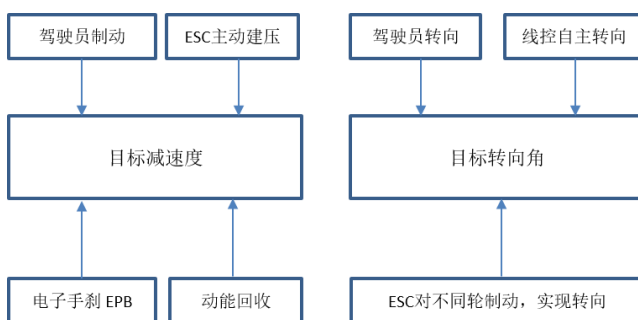 驾驶员制动
ESC主动建压
驾驶员转向
线控自主转向
目标减速度
目标转向角
电子手刹 EPB
动能回收
ESC对不同轮制动，实现转向